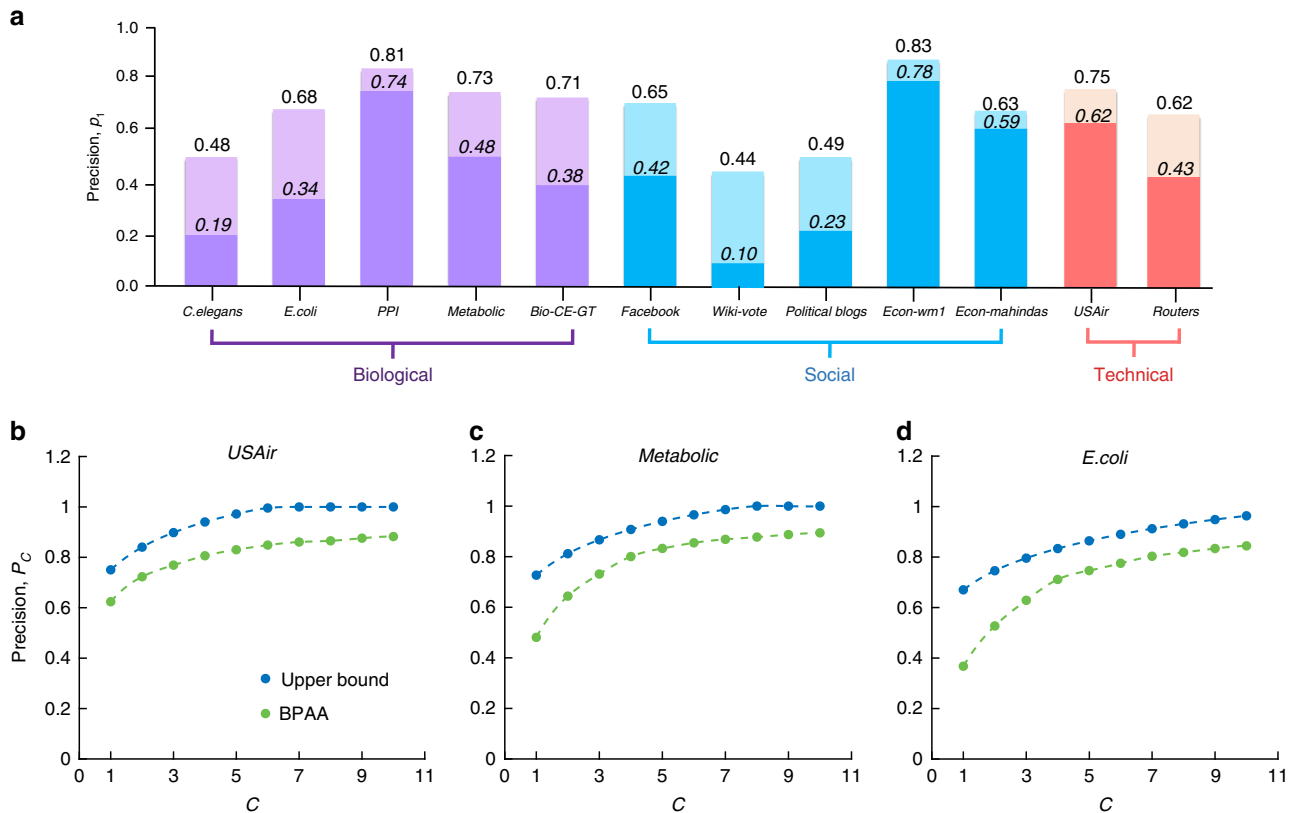 a
1.0
0.8
0.6
0.4
0.2
0.0
Precision, p1
0.48
0.19
0.68
0.34
0.81
0.74
0.73
0.48
0.71
0.38
0.65
0.42
0.44
0.10
0.49
0.23
0.83
0.78
0.63
0.59
0.75
0.62
0.62
0.43
C.elegans E.coli PPI Metabolic Bio-CE-GT Facebook Wiki-vote Political blogs Econ-wm1 Econ-mahindas USAir Routers
Biological Social Technical
b
USAir
1.2
1
0.8
0.6
0.4
0.2
0
Precision, PC
Upper bound
BPAA
0 1 3 5 7 9 11
C
c
Metabolic
1.2
1
0.8
0.6
0.4
0.2
0
0 1 3 5 7 9 11
C
d
E.coli
1.2
1
0.8
0.6
0.4
0.2
0
0 1 3 5 7 9 11
C